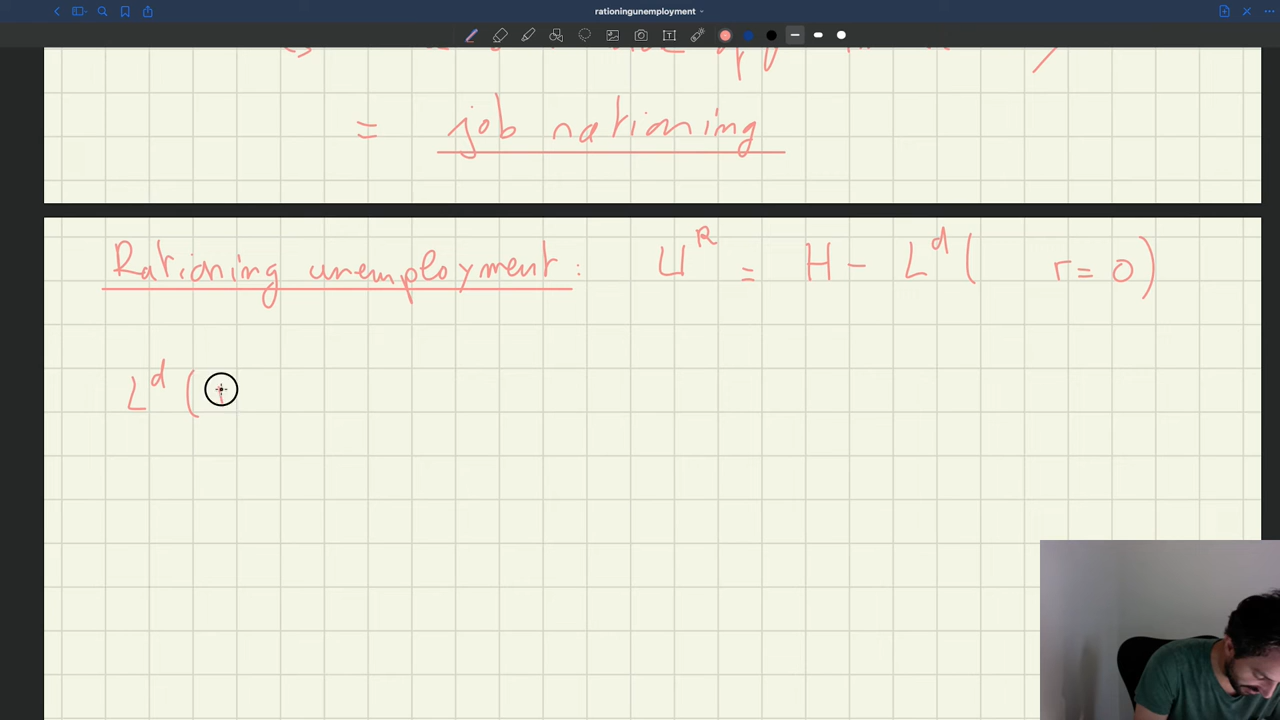 rationingunemployment
= job rationing
Rationing unemployment: U^R = H - L^d( r = 0)
L^d (